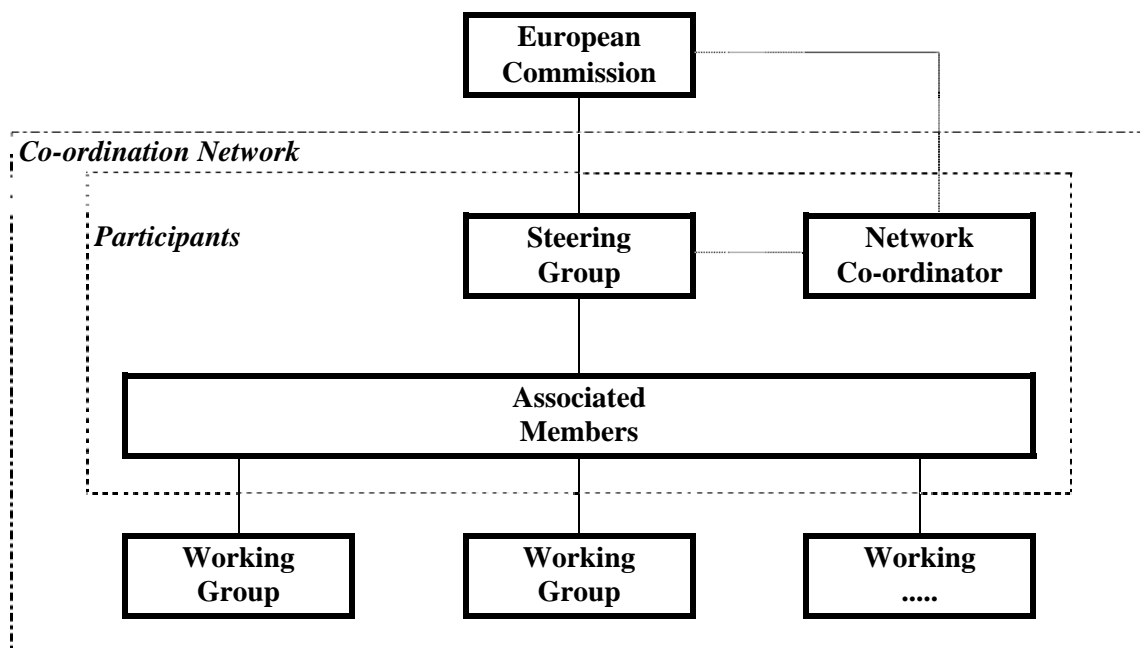 European
Commission
Co-ordination Network
Participants
Steering
Group
Network
Co-ordinator
Associated
Members
Working
Group
Working
Group
Working
.....